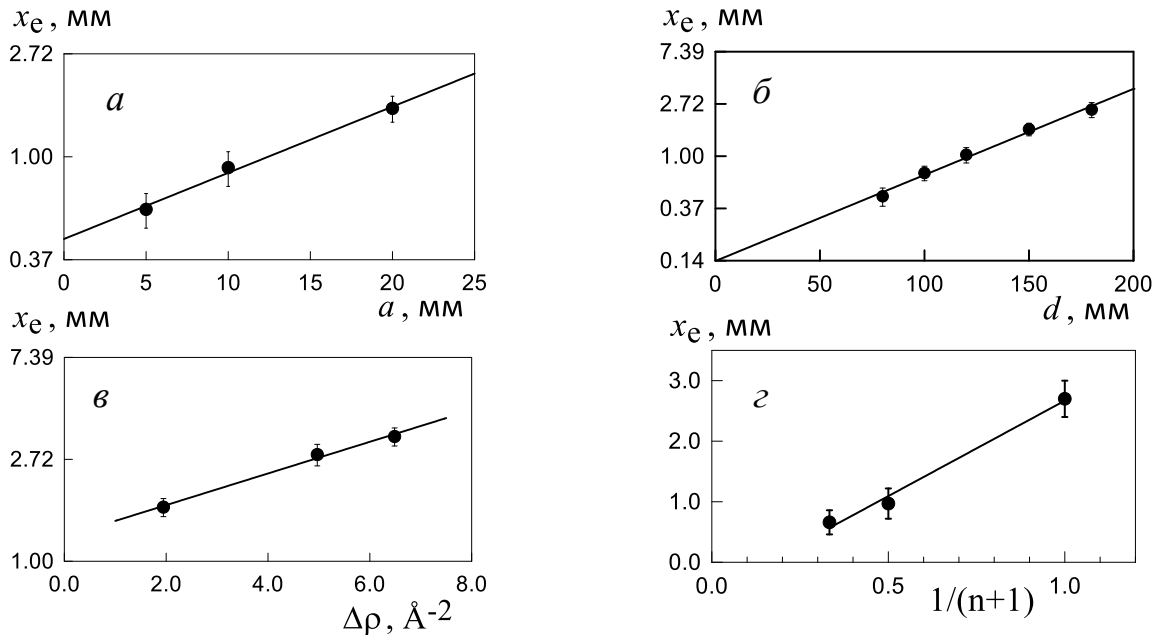 xe , мм
2.72
1.00
0.37
а
0 5 10 15 20 25
a , мм
xe , мм
7.39
2.72
1.00
0.37
0.14
б
0 50 100 150 200
d , мм
xe , мм
7.39
2.72
1.00
в
0.0 2.0 4.0 6.0 8.0
Δρ , Å-2
xe , мм
3.0
2.0
1.0
0.0
г
0.0 0.5 1.0
1/(n+1)